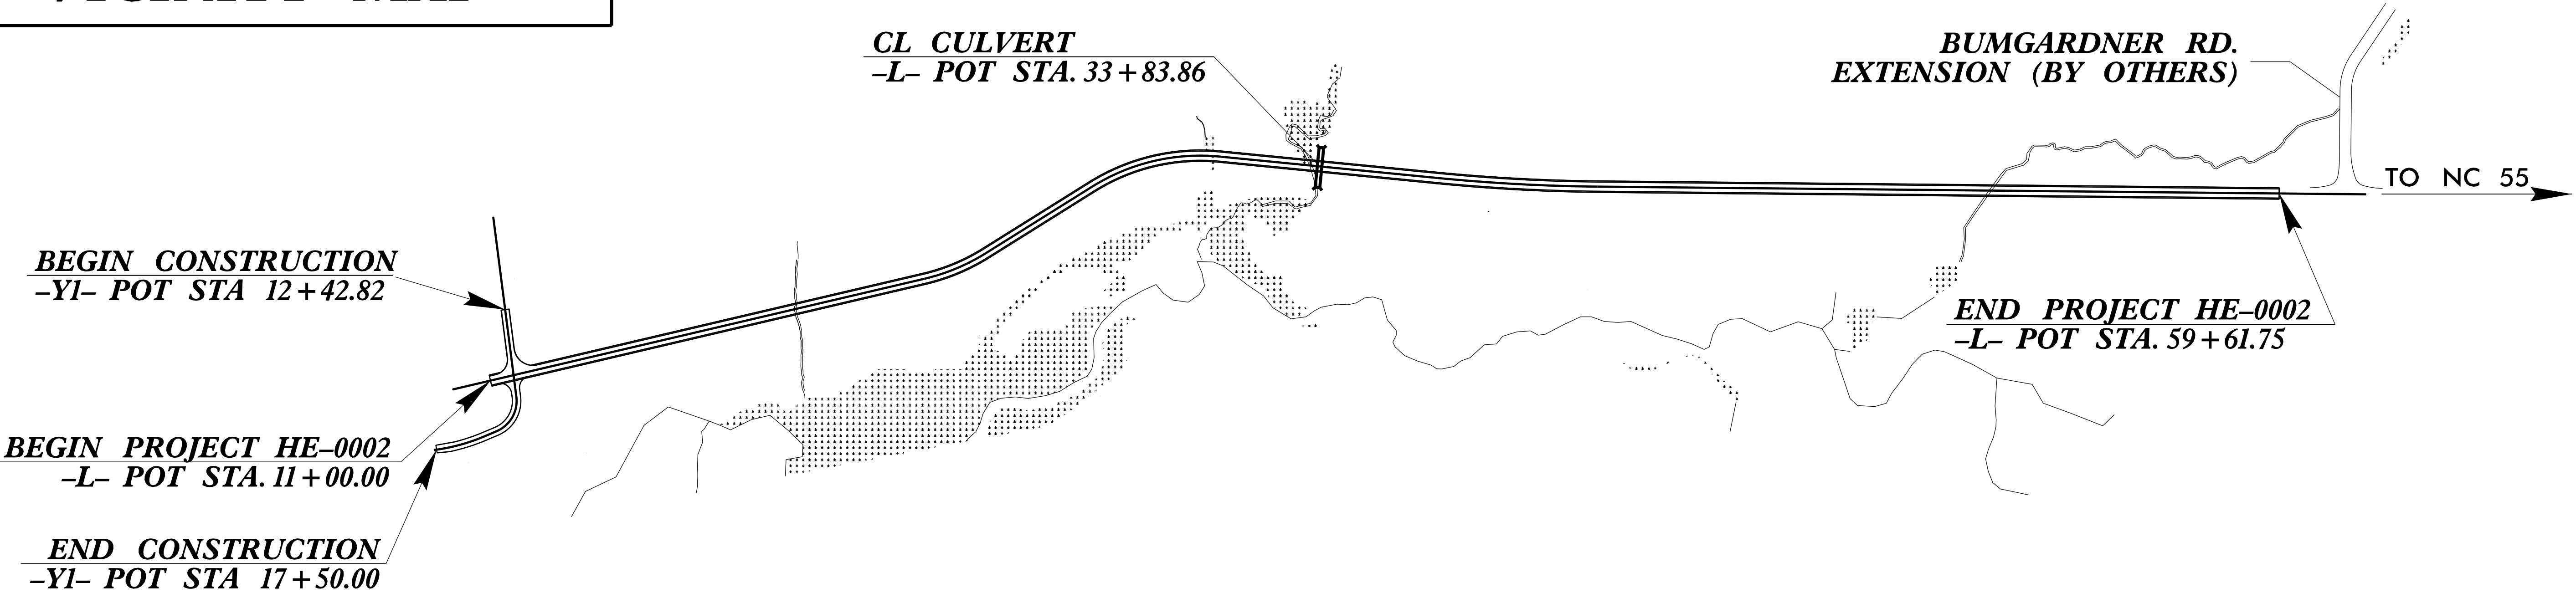 CL CULVERT
–L– POT STA. 33+83.86
BUMGARDNER RD.
EXTENSION (BY OTHERS)
TO NC 55
BEGIN CONSTRUCTION
–Y1– POT STA 12+42.82
END PROJECT HE–0002
–L– POT STA. 59+61.75
BEGIN PROJECT HE–0002
–L– POT STA. 11+00.00
END CONSTRUCTION
–Y1– POT STA 17+50.00